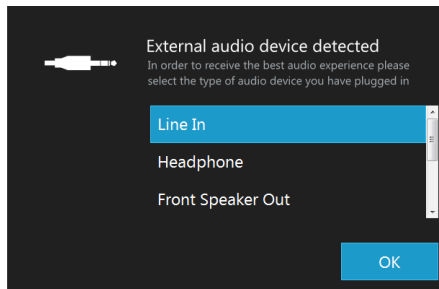 External audio device detected
In order to receive the best audio experience please
select the type of audio device you have plugged in
Line In
Headphone
Front Speaker Out
OK